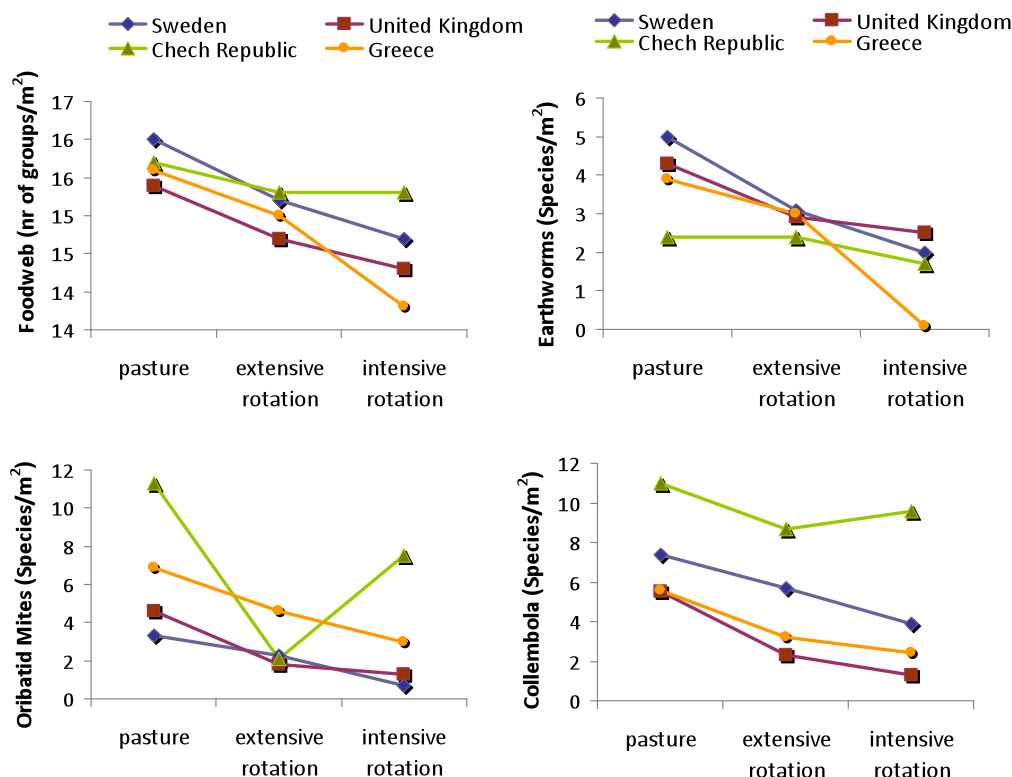 Sweden United Kingdom
Chech Republic Greece
Foodweb (nr of groups/m²)
17
16
16
15
15
14
14
pasture extensive rotation intensive rotation
Sweden United Kingdom
Chech Republic Greece
Earthworms (Species/m²)
6
5
4
3
2
1
0
pasture extensive rotation intensive rotation
Oribatid Mites (Species/m²)
12
10
8
6
4
2
0
pasture extensive rotation intensive rotation
Collembola (Species/m²)
12
10
8
6
4
2
0
pasture extensive rotation intensive rotation